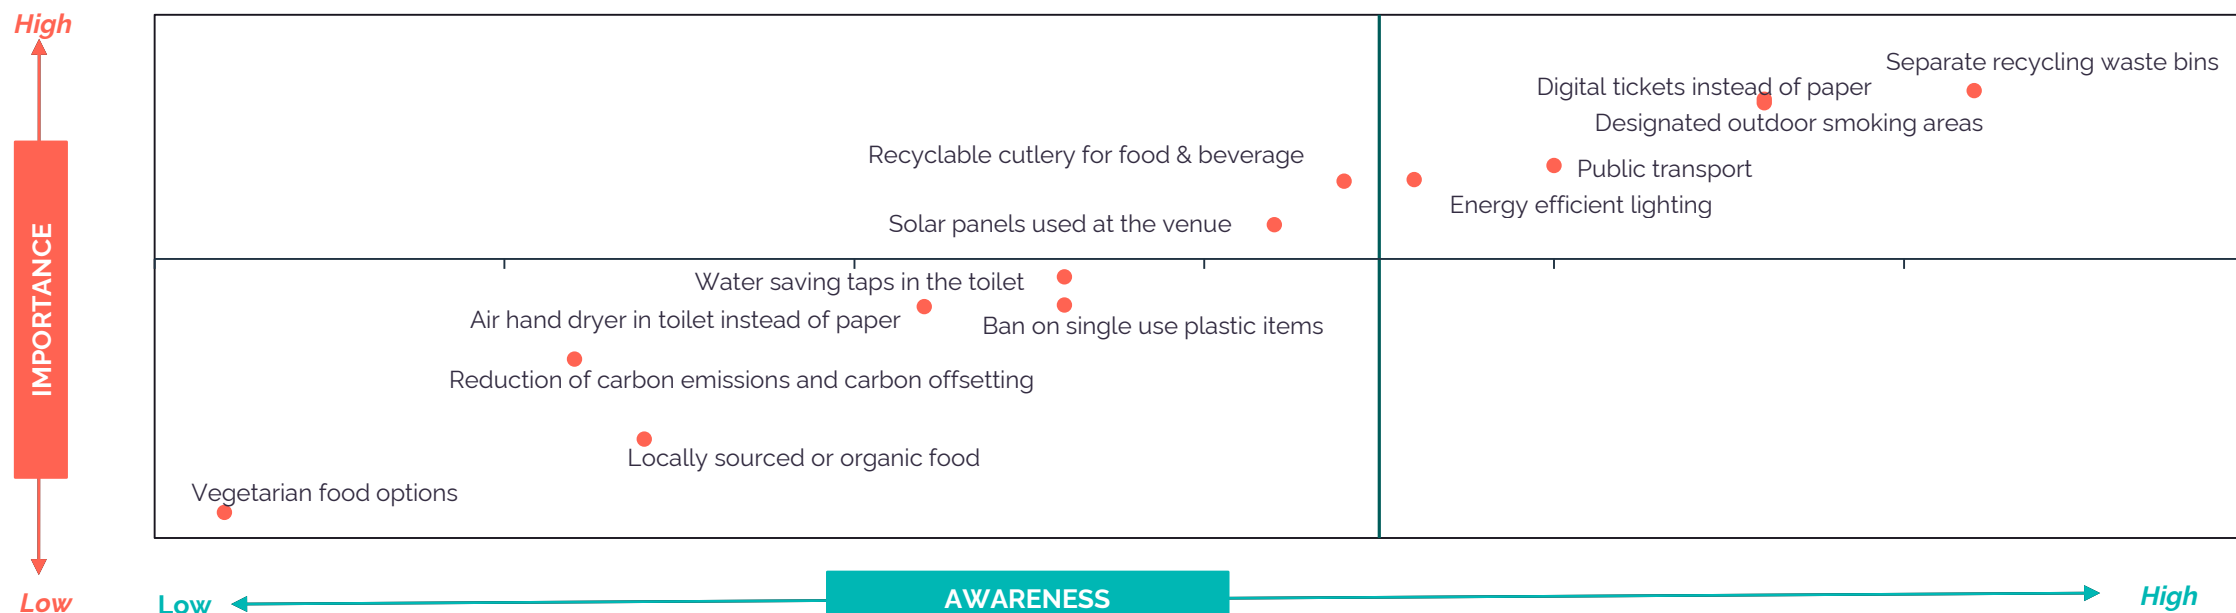 High
Separate recycling waste bins
Digital tickets instead of paper
Designated outdoor smoking areas
Recyclable cutlery for food & beverage
Public transport
Energy efficient lighting
Solar panels used at the venue
IMPORTANCE
Water saving taps in the toilet
Air hand dryer in toilet instead of paper
Ban on single use plastic items
Reduction of carbon emissions and carbon offsetting
Locally sourced or organic food
Vegetarian food options
Low
Low
AWARENESS
High